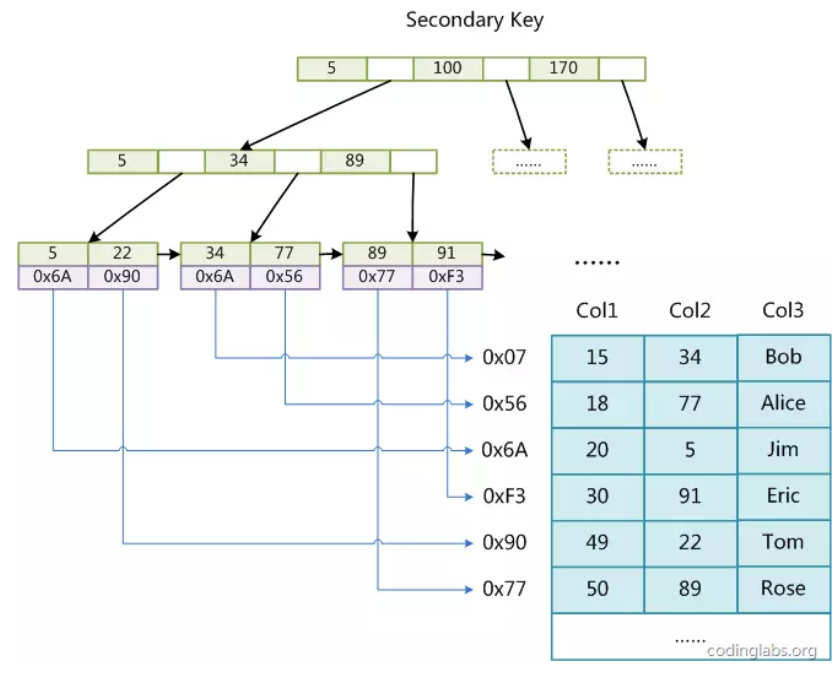 Secondary Key
5 100 170
5 34 89
...... ......
5 22 34 77 89 91
0x6A 0x90 0x6A 0x56 0x77 0xF3
......
Col1 Col2 Col3
0x07 15 34 Bob
0x56 18 77 Alice
0x6A 20 5 Jim
0xF3 30 91 Eric
0x90 49 22 Tom
0x77 50 89 Rose
......
codinglabs.org